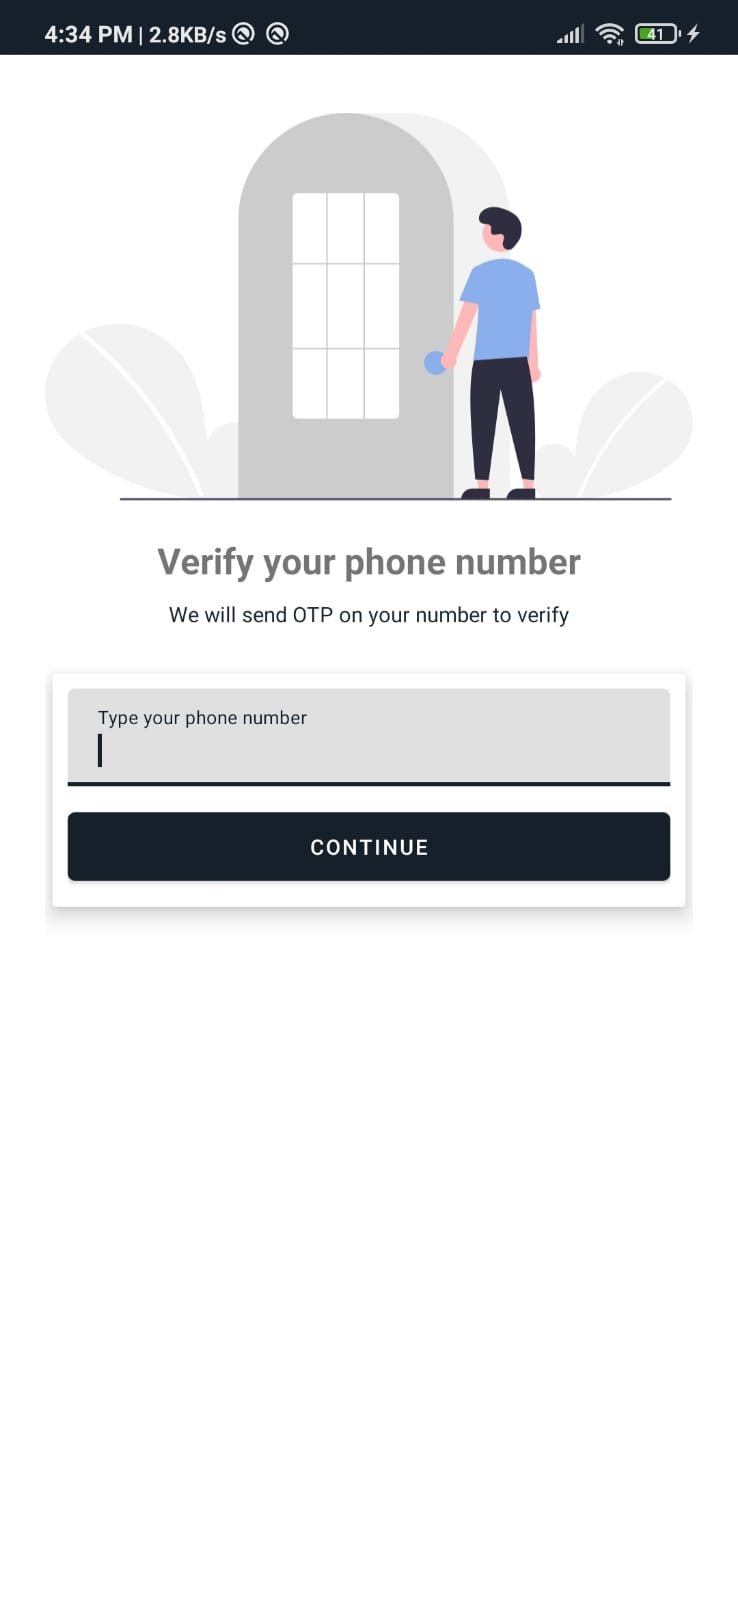 4:34 PM | 2.8KB/s
41
Verify your phone number
We will send OTP on your number to verify
Type your phone number
CONTINUE